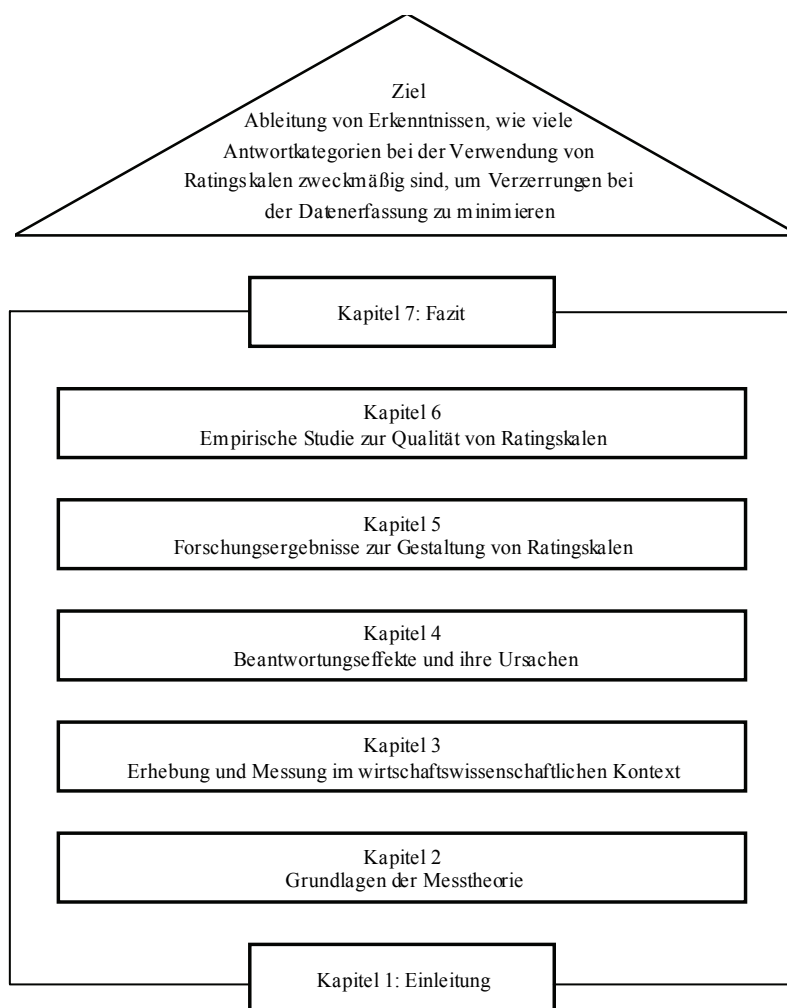 Ziel
Ableitung von Erkenntnissen, wie viele
Antwortkategorien bei der Verwendung von
Ratingskalen zweckmäßig sind, um Verzerrungen bei
der Datenerfassung zu minimieren
Kapitel 7: Fazit
Kapitel 6
Empirische Studie zur Qualität von Ratingskalen
Kapitel 5
Forschungsergebnisse zur Gestaltung von Ratingskalen
Kapitel 4
Beantwortungseffekte und ihre Ursachen
Kapitel 3
Erhebung und Messung im wirtschaftswissenschaftlichen Kontext
Kapitel 2
Grundlagen der Messtheorie
Kapitel 1: Einleitung